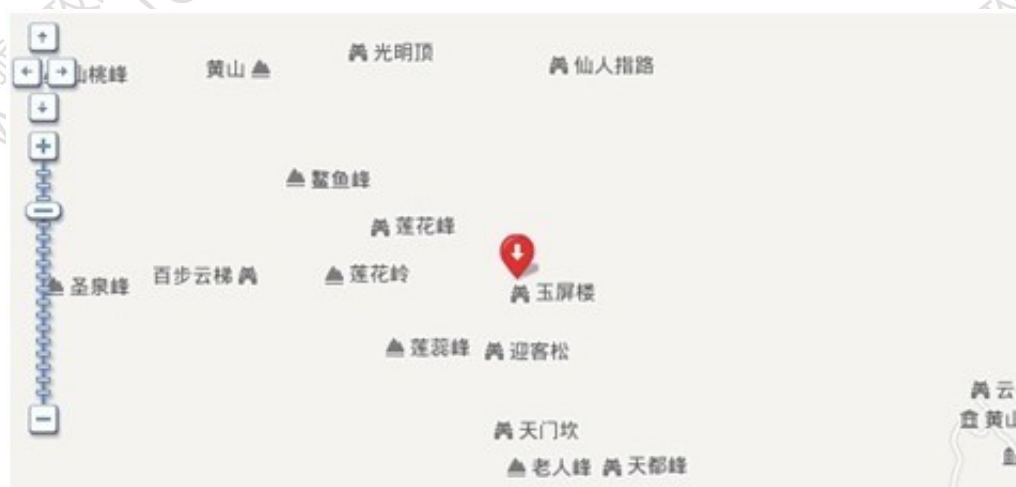 光明顶
仙人指路
黄山
仙桃峰
鳌鱼峰
莲花峰
百步云梯
莲花岭
圣泉峰
玉屏楼
莲蕊峰
迎客松
云
黄山
天门坎
老人峰
天都峰